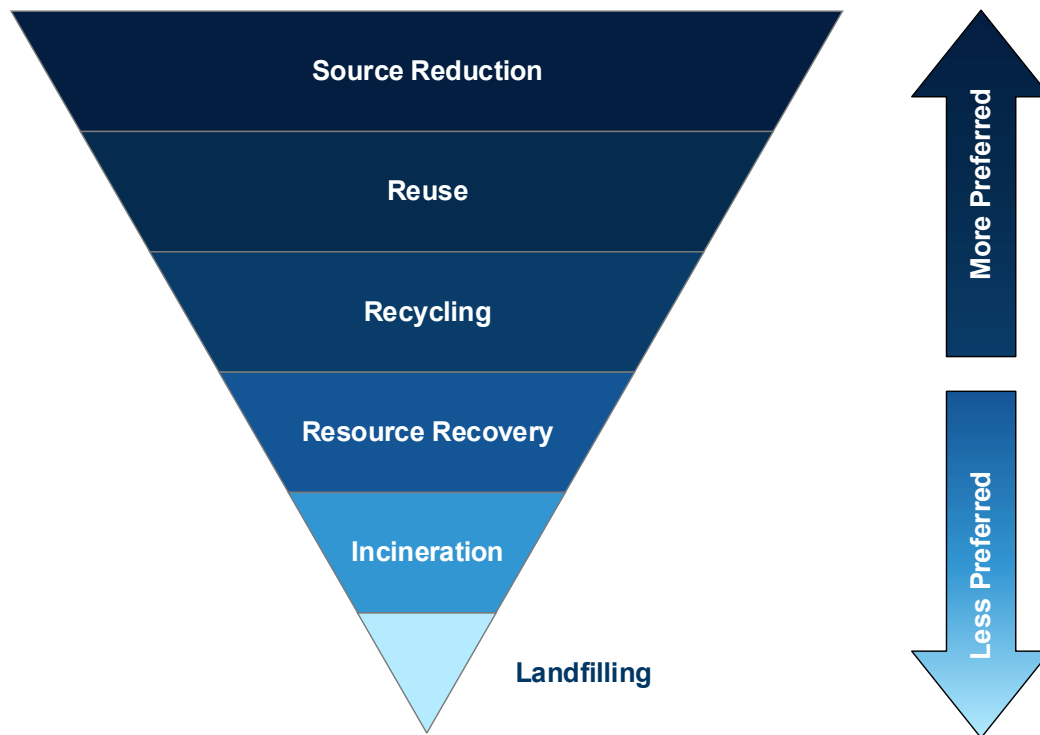 Source Reduction
Reuse
Recycling
Resource Recovery
Incineration
Landfilling
More Preferred
Less Preferred